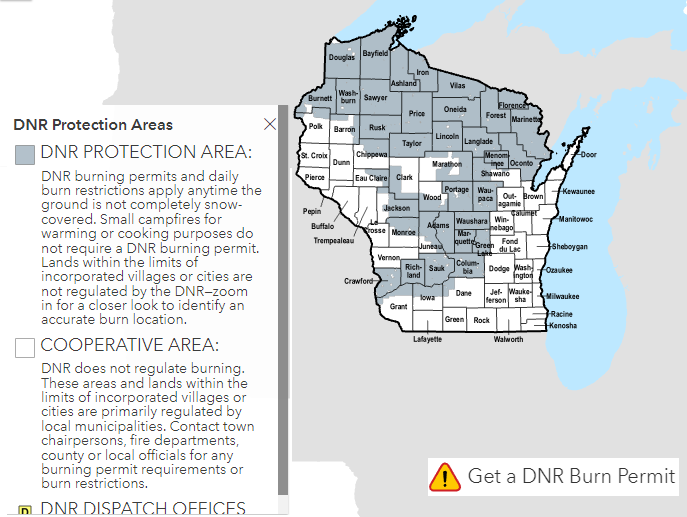 DNR Protection Areas
DNR PROTECTION AREA:
DNR burning permits and daily
burn restrictions apply anytime the
ground is not completely snow-
covered. Small campfires for
warming or cooking purposes do
not require a DNR burning permit.
Lands within the limits of
incorporated villages or cities are
not regulated by the DNR–zoom
in for a closer look to identify an
accurate burn location.
COOPERATIVE AREA:
DNR does not regulate burning.
These areas and lands within the
limits of incorporated villages or
cities are primarily regulated by
local municipalities. Contact town
chairpersons, fire departments,
county or local officials for any
burning permit requirements or
burn restrictions.
D
DNR DISPATCH OFFICES
Douglas
Bayfield
Iron
Ashland
Vilas
Burnett
Wash-
burn
Sawyer
Price
Oneida
Florence
Forest
Marinette
Polk
Barron
Rusk
Lincoln
Langlade
Taylor
St. Croix
Dunn
Chippewa
Marathon
Menom-
inee
Oconto
Door
Pierce
Eau Claire
Clark
Shawano
Pepin
Buffalo
Trempealeau
Jackson
Wood
Portage
Wau-
paca
Out-
agamie
Brown
Kewaunee
La
Crosse
Monroe
Juneau
Adams
Waushara
Win-
nebago
Calumet
Manitowoc
Mar-
quette
Green
Lake
Fond
du Lac
Sheboygan
Vernon
Crawford
Rich-
land
Sauk
Colum-
bia
Dodge
Wash-
ington
Ozaukee
Grant
Iowa
Dane
Jef-
ferson
Wauke-
sha
Milwaukee
Lafayette
Green
Rock
Walworth
Racine
Kenosha
Get a DNR Burn Permit